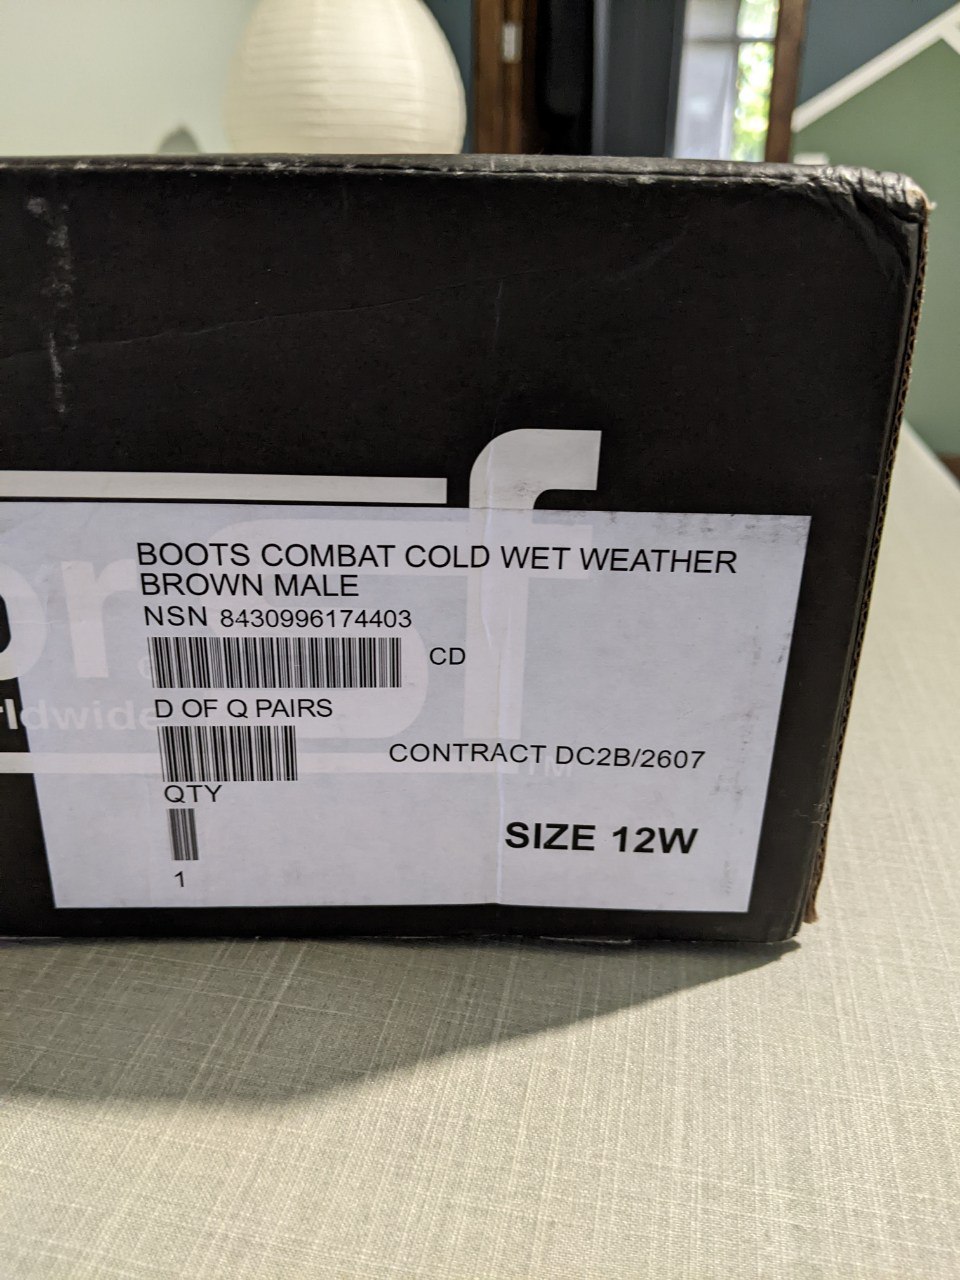 BOOTS COMBAT COLD WET WEATHER
BROWN MALE
NSN 8430996174403
CD
D OF Q PAIRS
CONTRACT DC2B/2607
QTY
SIZE 12W
1